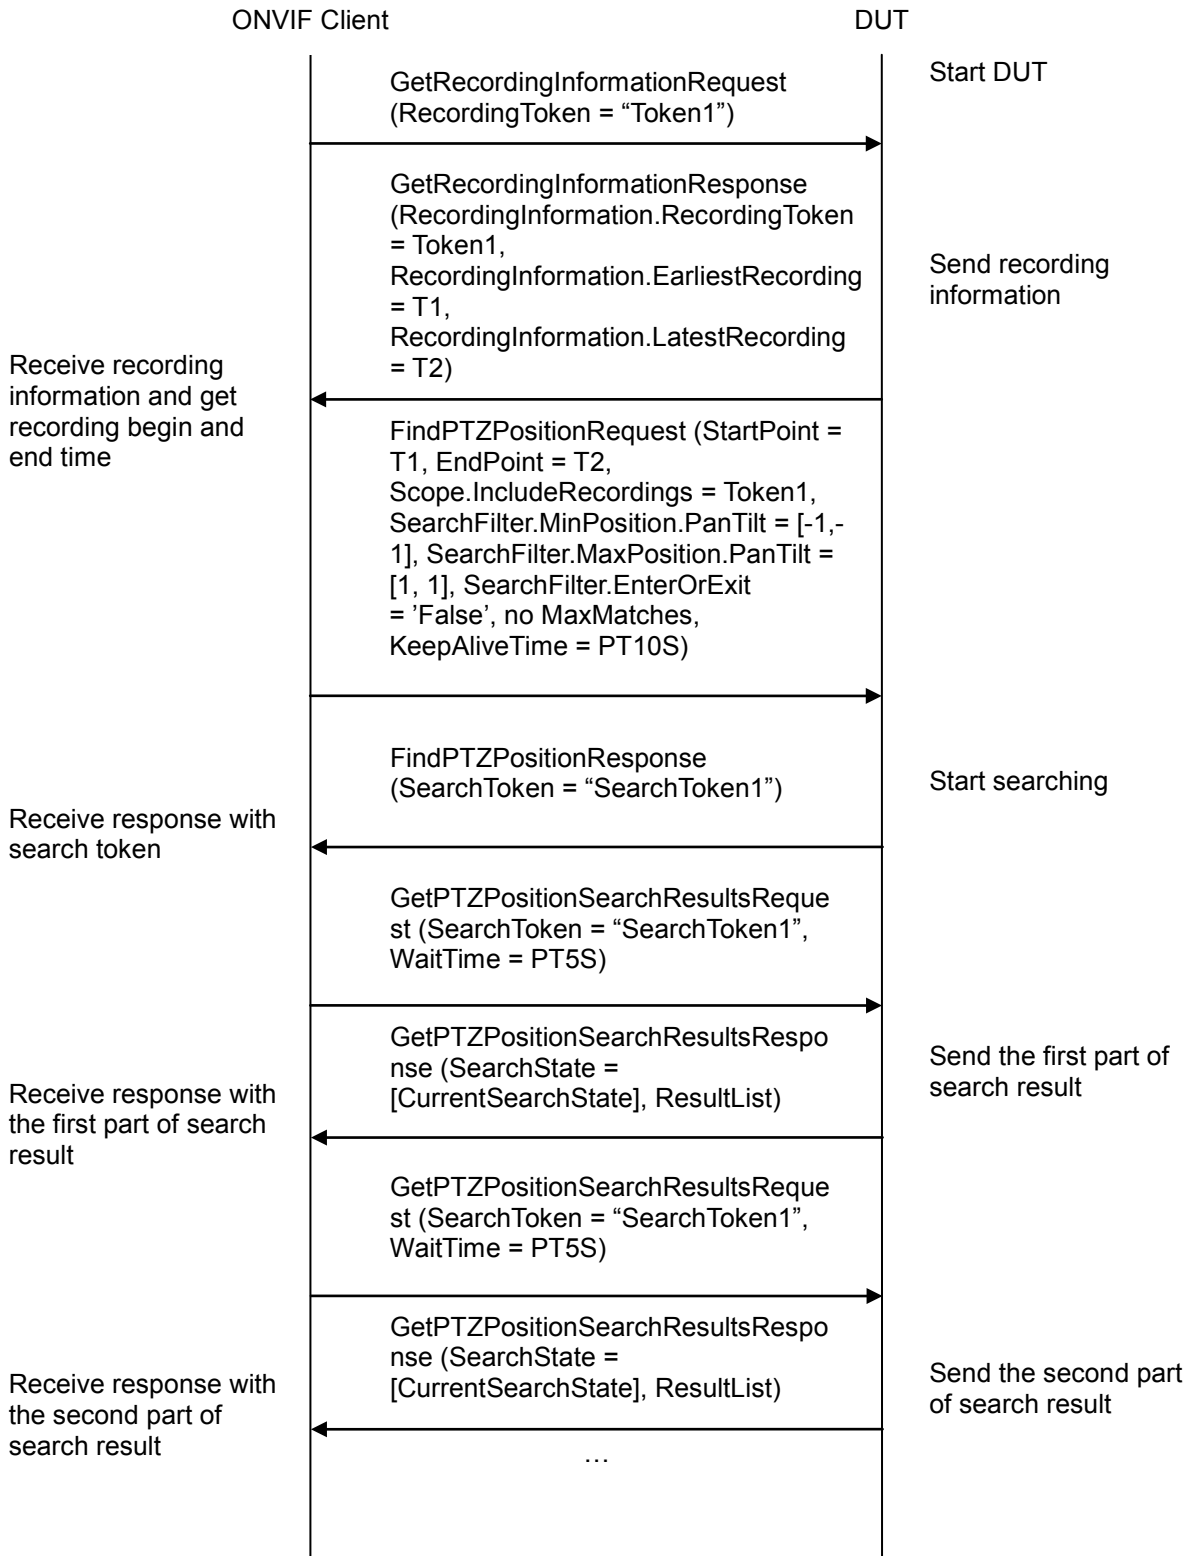 ONVIF Client
DUT
Start DUT
GetRecordingInformationRequest
(RecordingToken = “Token1”)
GetRecordingInformationResponse
(RecordingInformation.RecordingToken
= Token1,
RecordingInformation.EarliestRecording
= T1,
RecordingInformation.LatestRecording
= T2)
Send recording
information
Receive recording
information and get
recording begin and
end time
FindPTZPositionRequest (StartPoint =
T1, EndPoint = T2,
Scope.IncludeRecordings = Token1,
SearchFilter.MinPosition.PanTilt = [-1,-
1], SearchFilter.MaxPosition.PanTilt =
[1, 1], SearchFilter.EnterOrExit
= ’False’, no MaxMatches,
KeepAliveTime = PT10S)
FindPTZPositionResponse
(SearchToken = “SearchToken1”)
Start searching
Receive response with
search token
GetPTZPositionSearchResultsReque
st (SearchToken = “SearchToken1”,
WaitTime = PT5S)
GetPTZPositionSearchResultsRespo
nse (SearchState =
[CurrentSearchState], ResultList)
Send the first part of
search result
Receive response with
the first part of search
result
GetPTZPositionSearchResultsReque
st (SearchToken = “SearchToken1”,
WaitTime = PT5S)
GetPTZPositionSearchResultsRespo
nse (SearchState =
[CurrentSearchState], ResultList)
Send the second part
of search result
Receive response with
the second part of
search result
…